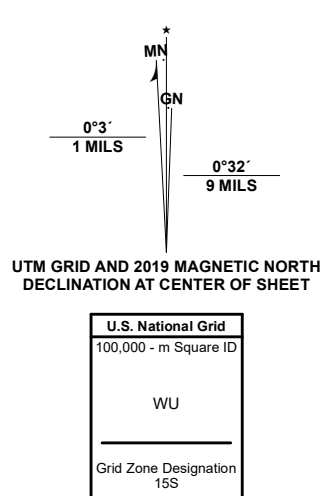 ★
MN
GN
0°3´
1 MILS
0°32´
9 MILS
UTM GRID AND 2019 MAGNETIC NORTH
DECLINATION AT CENTER OF SHEET
U.S. National Grid
100,000 - m Square ID
WU
Grid Zone Designation
15S